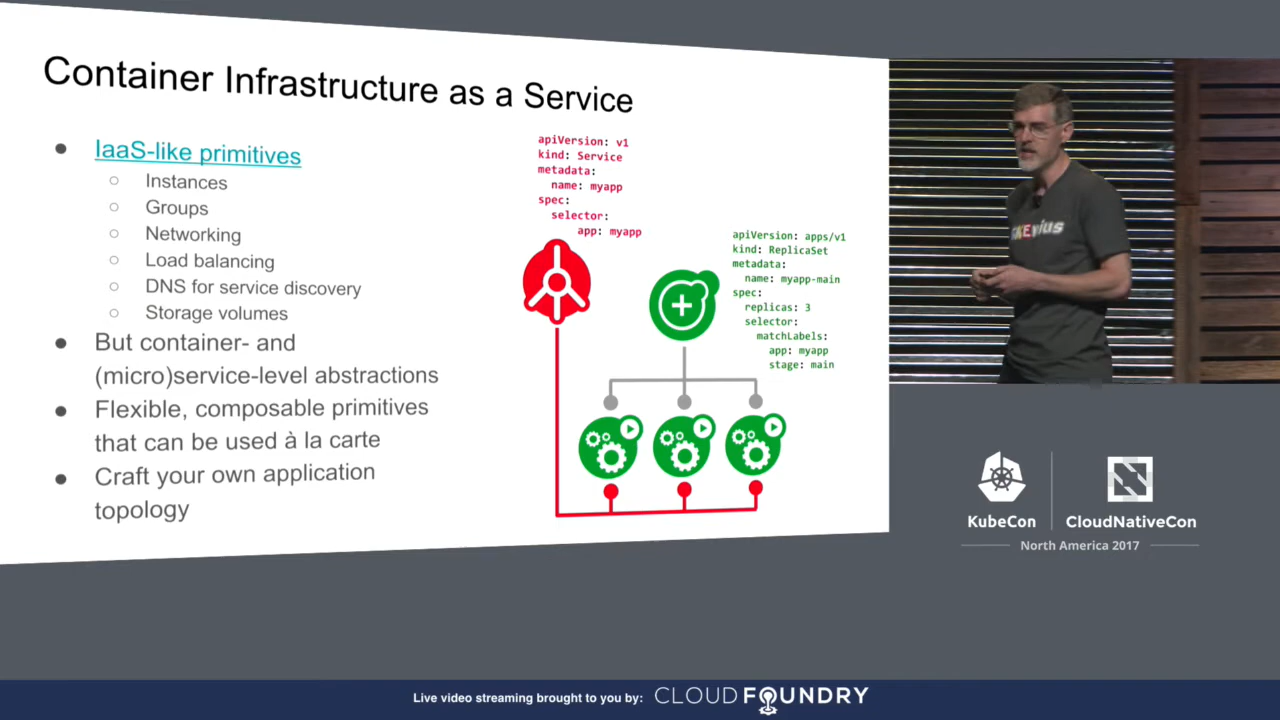 Container Infrastructure as a Service
IaaS-like primitives
Instances
Groups
Networking
Load balancing
DNS for service discovery
Storage volumes
But container- and
(micro)service-level abstractions
Flexible, composable primitives
that can be used à la carte
Craft your own application
topology
apiVersion: v1
kind: Service
metadata:
name: myapp
spec:
selector:
app: myapp
apiVersion: apps/v1
kind: ReplicaSet
metadata:
name: myapp-main
spec:
replicas: 3
selector:
matchLabels:
app: myapp
stage: main
KubeCon
CloudNativeCon
North America 2017
Live video streaming brought to you by: CLOUD FOUNDRY